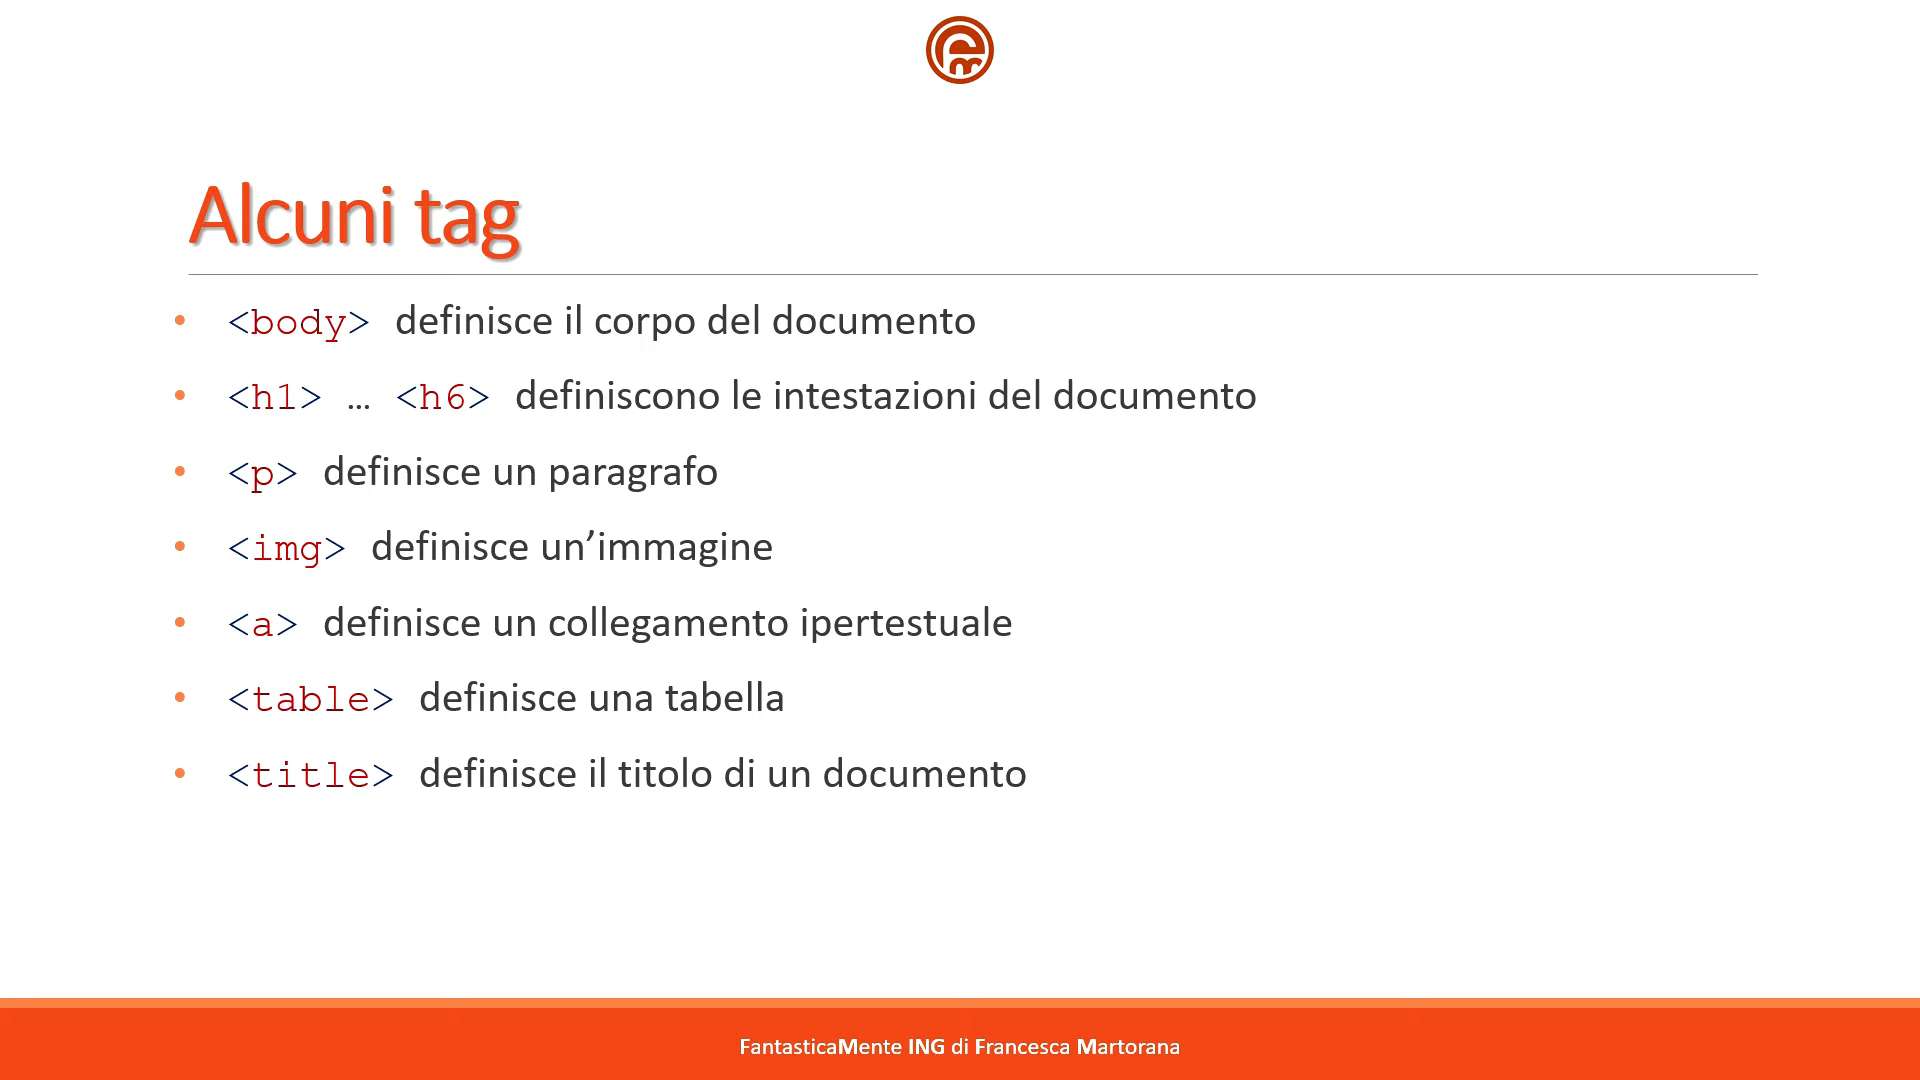 Alcuni tag
• <body> definisce il corpo del documento
• <h1> … <h6> definiscono le intestazioni del documento
• <p> definisce un paragrafo
• <img> definisce un’immagine
• <a> definisce un collegamento ipertestuale
• <table> definisce una tabella
• <title> definisce il titolo di un documento
FantasticaMente ING di Francesca Martorana